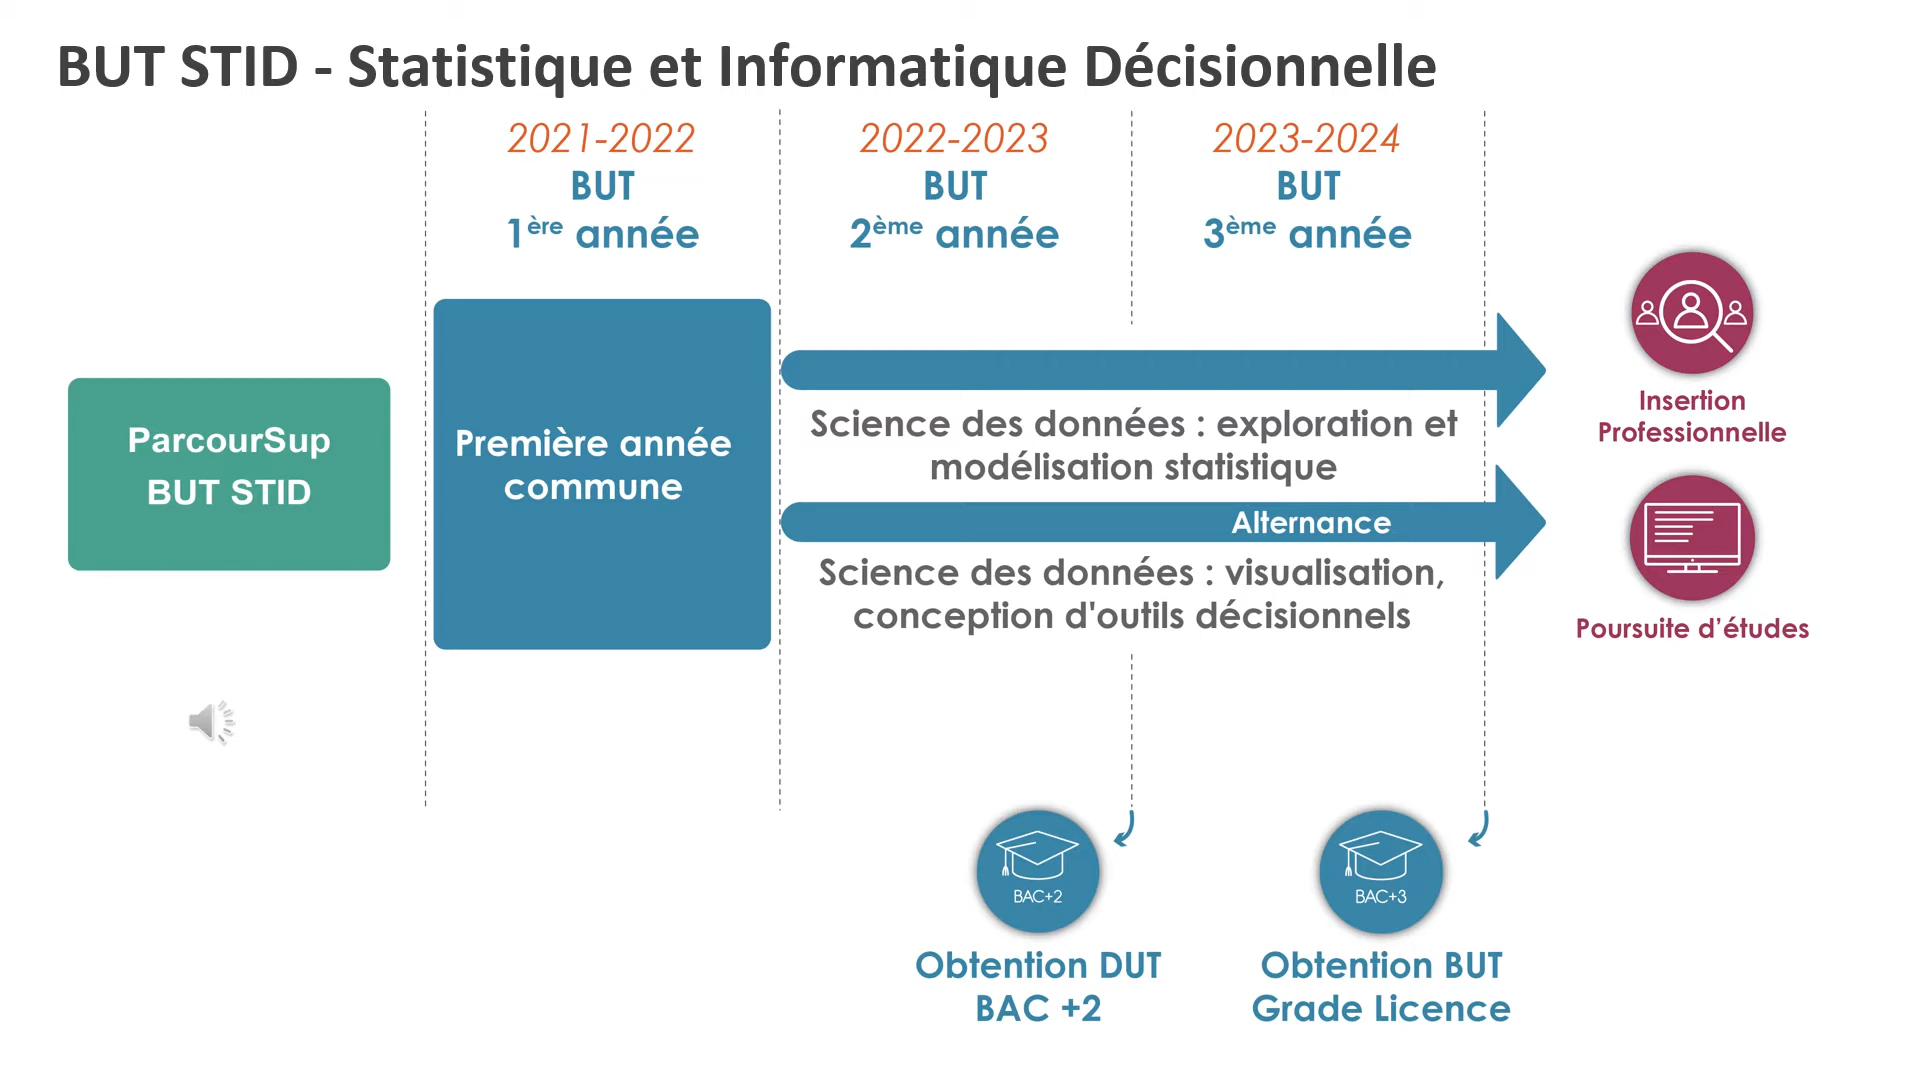 BUT STID - Statistique et Informatique Décisionnelle
2021-2022
BUT
1ère année
2022-2023
BUT
2ème année
2023-2024
BUT
3ème année
ParcourSup
BUT STID
Première année
commune
Science des données : exploration et
modélisation statistique
Alternance
Science des données : visualisation,
conception d'outils décisionnels
Insertion
Professionnelle
Poursuite d’études
BAC+2
Obtention DUT
BAC +2
BAC+3
Obtention BUT
Grade Licence